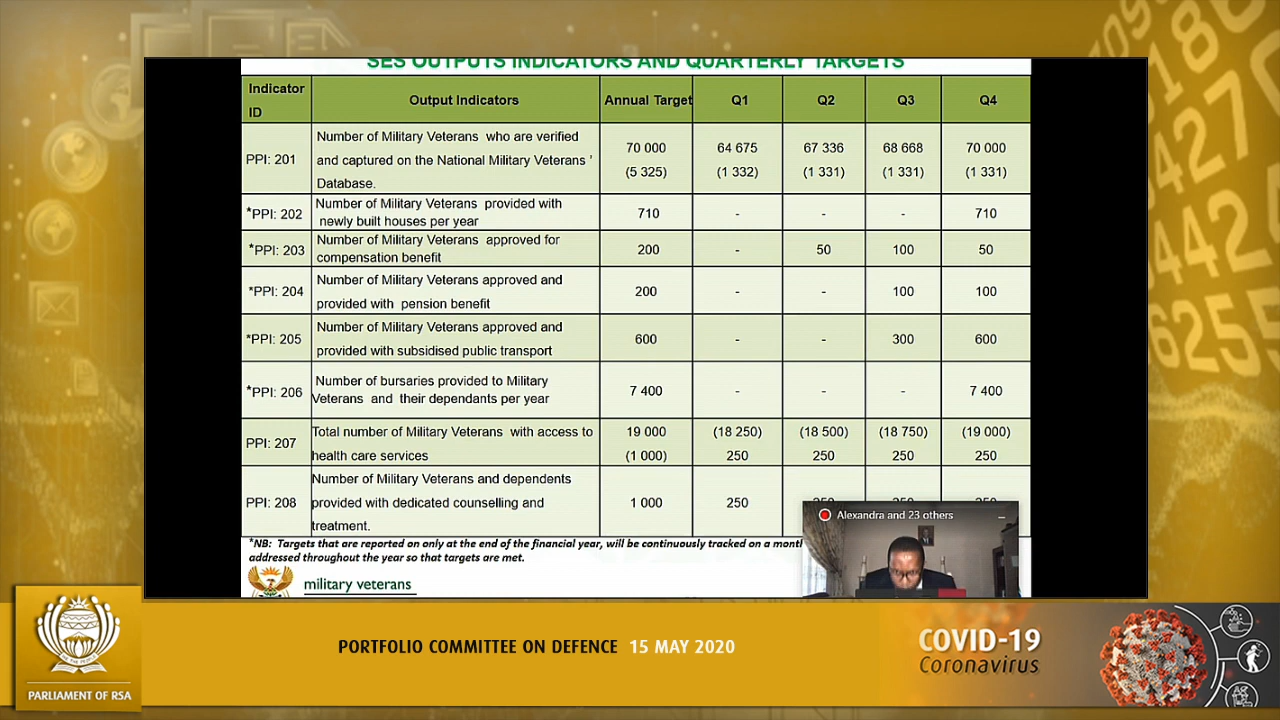 SES OUTPUTS INDICATORS AND QUARTERLY TARGETS
Indicator ID | Output Indicators | Annual Target | Q1 | Q2 | Q3 | Q4
PPI: 201 | Number of Military Veterans who are verified and captured on the National Military Veterans ' Database. | 70 000 (5 325) | 64 675 (1 332) | 67 336 (1 331) | 68 668 (1 331) | 70 000 (1 331)
*PPI: 202 | Number of Military Veterans provided with newly built houses per year | 710 | - | - | - | 710
*PPI: 203 | Number of Military Veterans approved for compensation benefit | 200 | - | 50 | 100 | 50
*PPI: 204 | Number of Military Veterans approved and provided with pension benefit | 200 | - | - | 100 | 100
*PPI: 205 | Number of Military Veterans approved and provided with subsidised public transport | 600 | - | - | 300 | 600
*PPI: 206 | Number of bursaries provided to Military Veterans and their dependants per year | 7 400 | - | - | - | 7 400
PPI: 207 | Total number of Military Veterans with access to health care services | 19 000 (1 000) | (18 250) 250 | (18 500) 250 | (18 750) 250 | (19 000) 250
PPI: 208 | Number of Military Veterans and dependents provided with dedicated counselling and treatment. | 1 000 | 250 | 250 | 250 | 250
*NB: Targets that are reported on only at the end of the financial year, will be continuously tracked on a
addressed throughout the year so that targets are met.
military veterans
Alexandra and 23 others
PARLIAMENT OF RSA
PORTFOLIO COMMITTEE ON DEFENCE 15 MAY 2020
COVID-19
Coronavirus